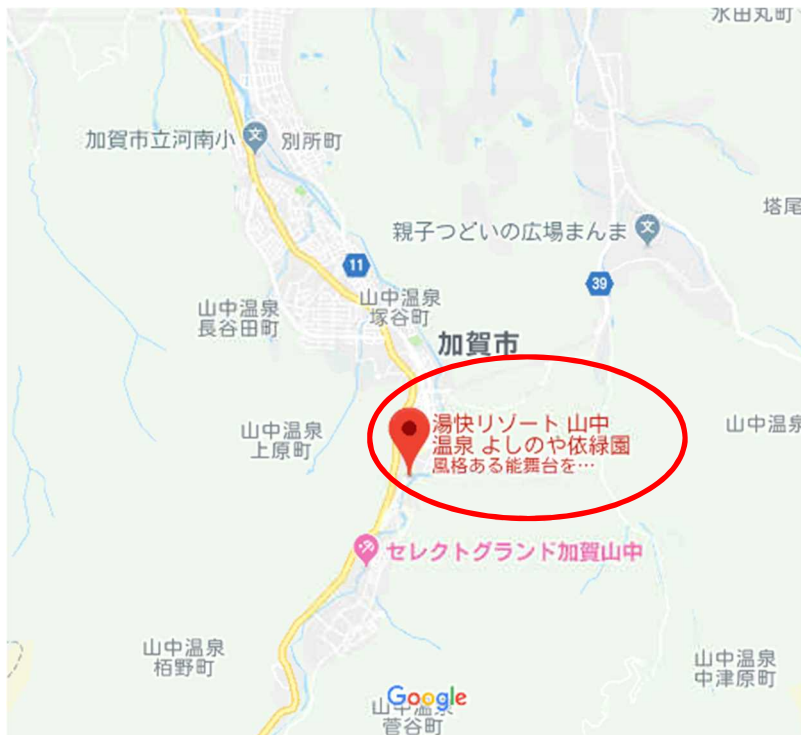 水田丸町
加賀市立河南小
文
別所町
塔尾
親子つどいの広場まんま
文
11
39
山中温泉
塚谷町
山中温泉
長谷田町
加賀市
湯快リゾート 山中
温泉 よしのや依緑園
風格ある能舞台を…
山中温泉
上原町
山中温泉
セレクトグランド加賀山中
山中温泉
栢野町
山中温泉
中津原町
Google
山中温泉
菅谷町